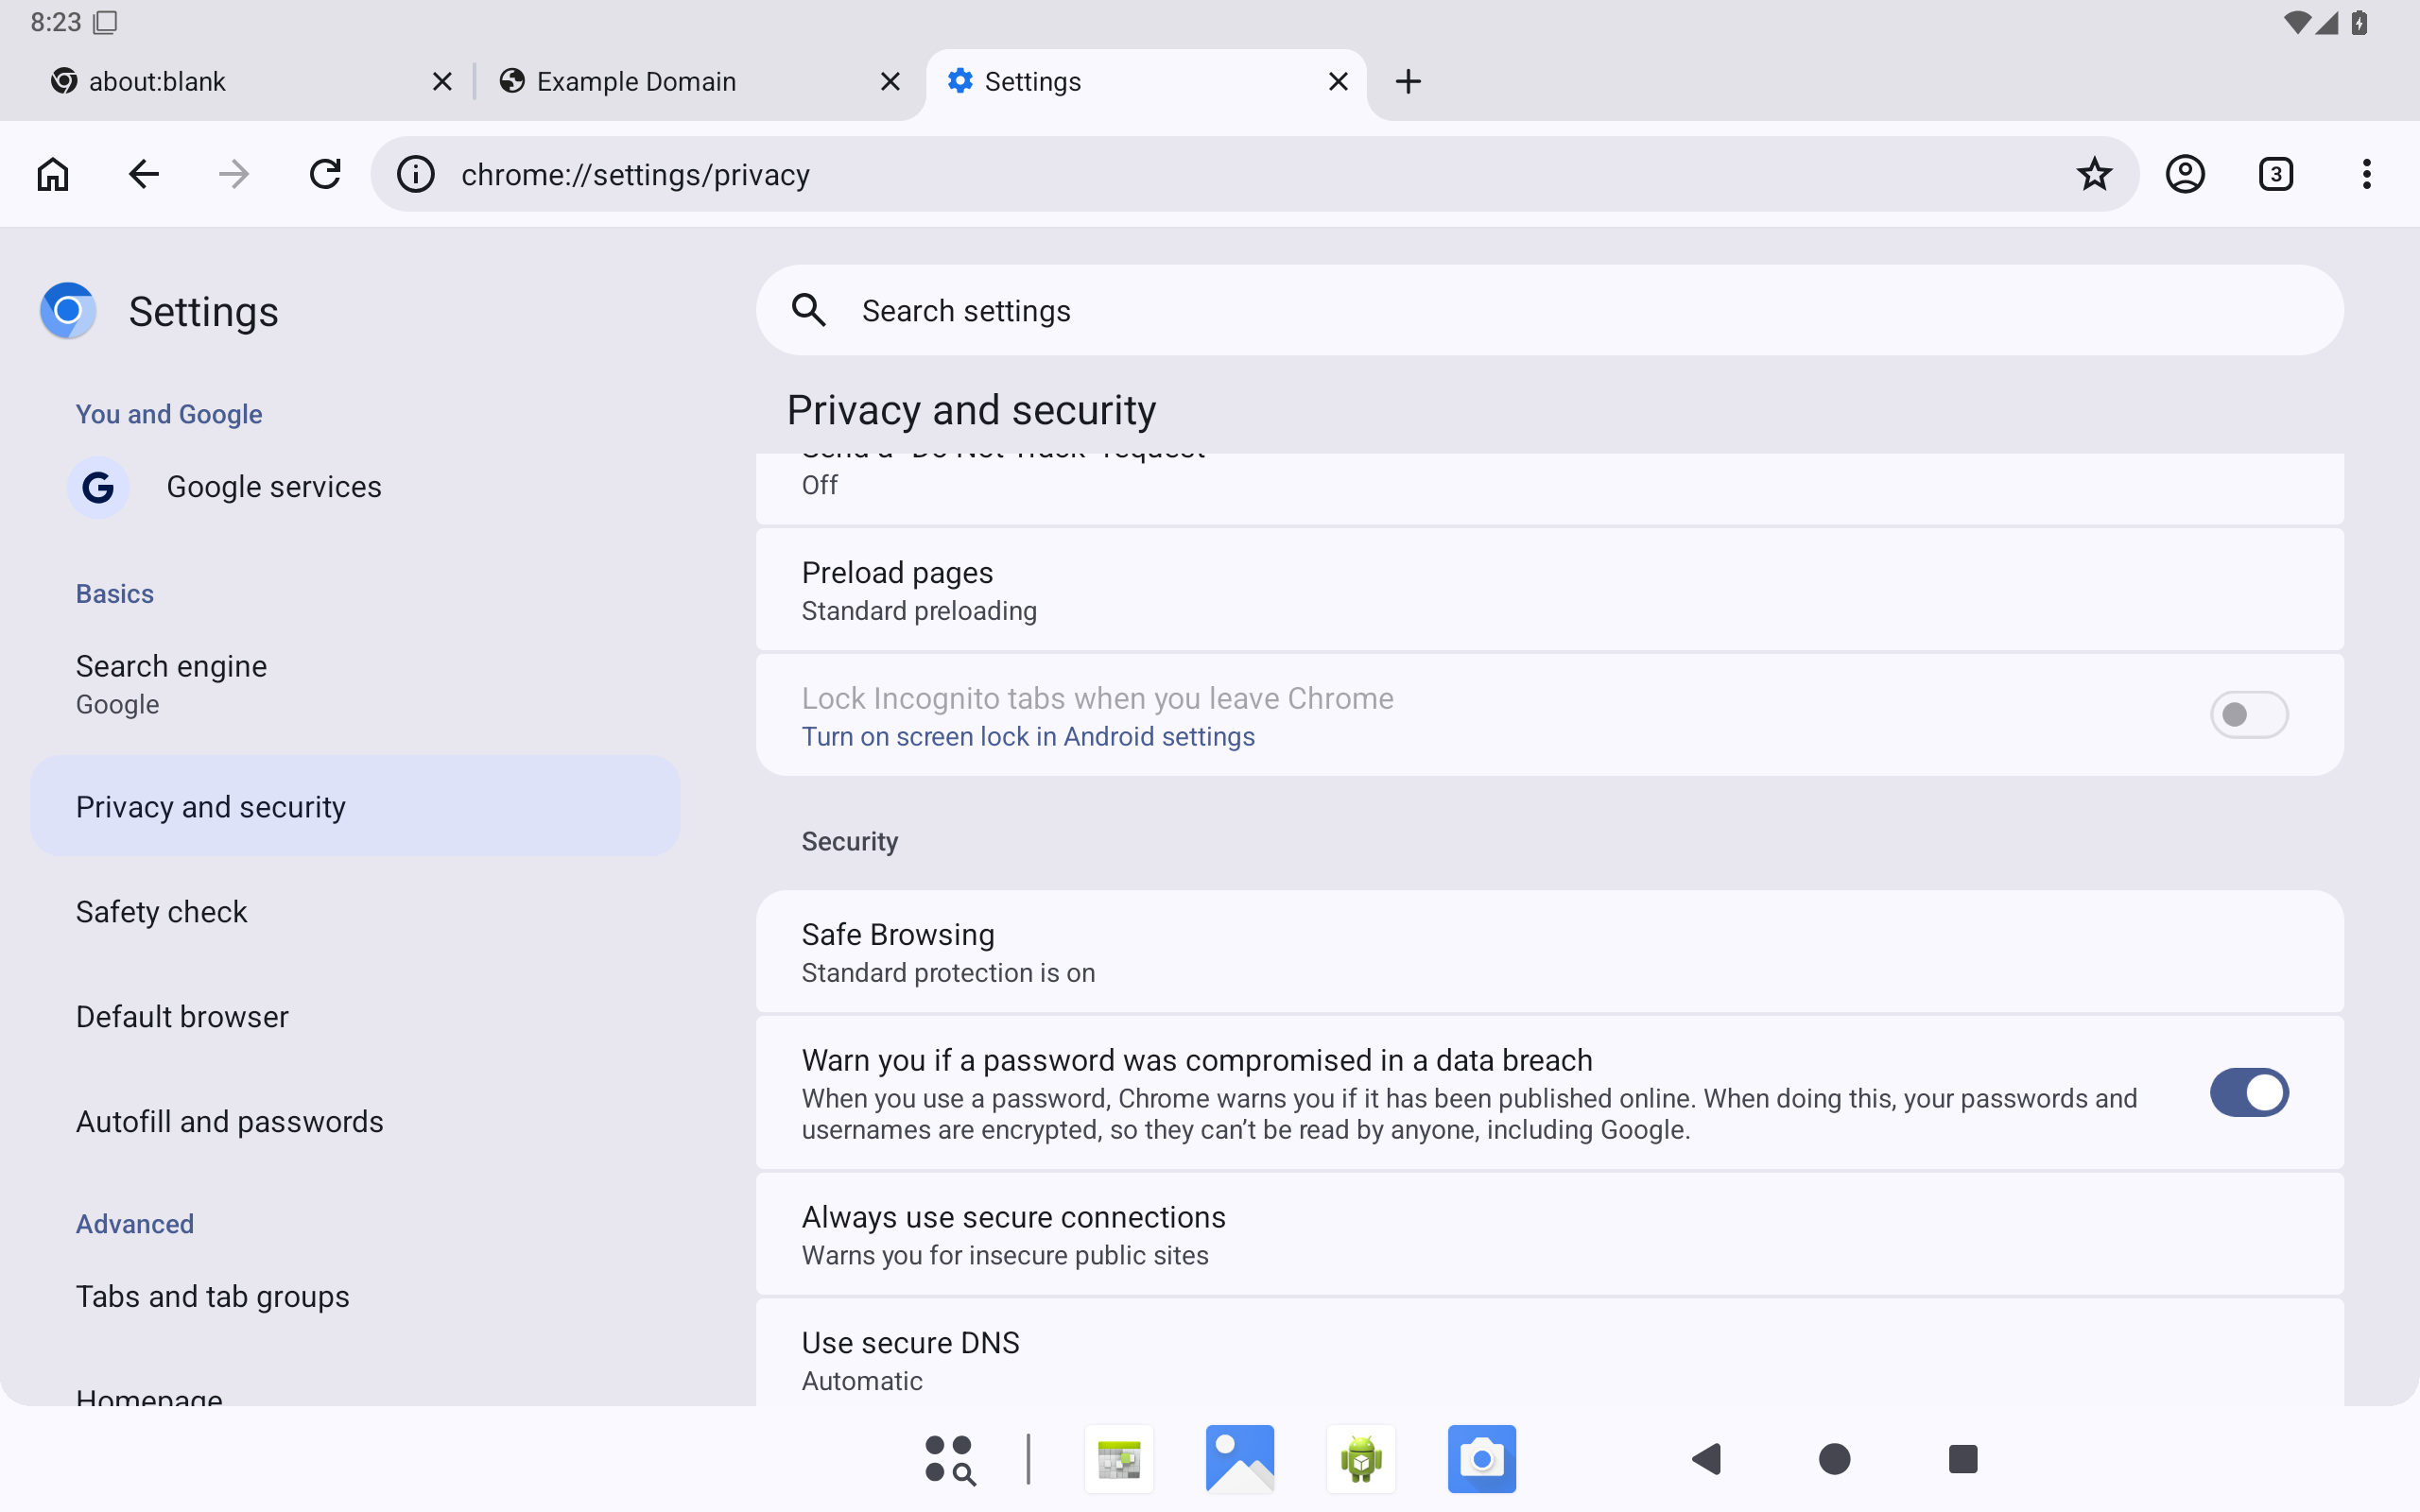 8:23
about:blank
Example Domain
Settings
chrome://settings/privacy
3
Settings
Search settings
You and Google
G Google services
Basics
Search engine
Google
Privacy and security
Safety check
Default browser
Autofill and passwords
Advanced
Tabs and tab groups
Homepage
Privacy and security
Send a "Do Not Track" request
Off
Preload pages
Standard preloading
Lock Incognito tabs when you leave Chrome
Turn on screen lock in Android settings
Security
Safe Browsing
Standard protection is on
Warn you if a password was compromised in a data breach
When you use a password, Chrome warns you if it has been published online. When doing this, your passwords and
usernames are encrypted, so they can’t be read by anyone, including Google.
Always use secure connections
Warns you for insecure public sites
Use secure DNS
Automatic